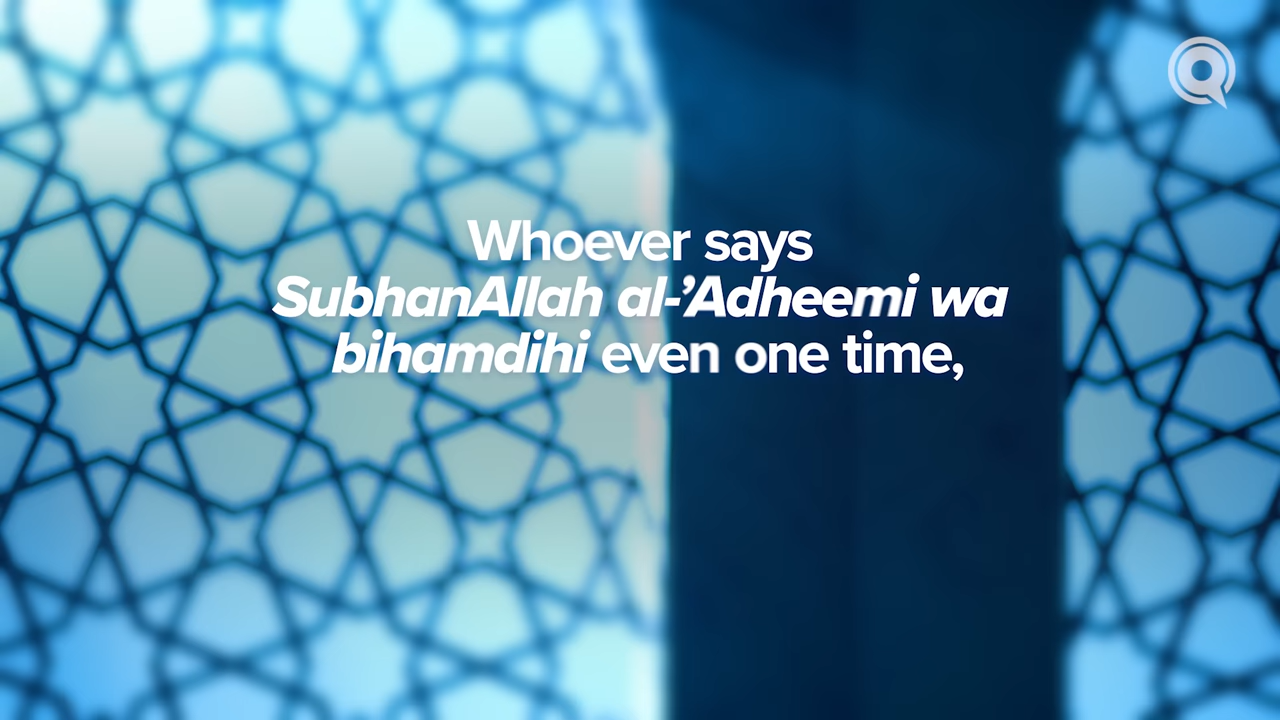 Whoever says
SubhanAllah al-’Adheemi wa
bihamdihi even one time,